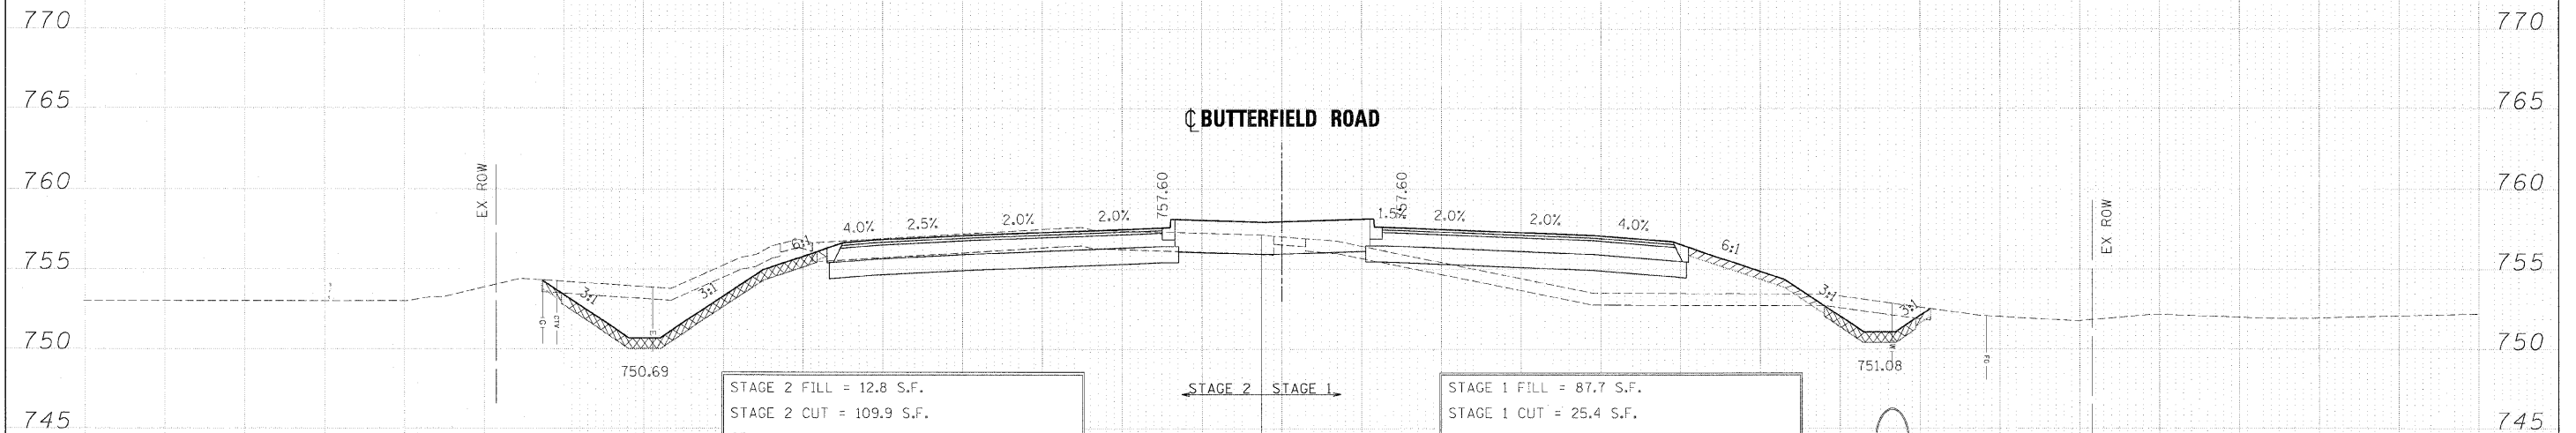 770 770
765 765
℄ BUTTERFIELD ROAD
760 760
EX ROW
757.60
757.60
EX ROW
6:1 4.0% 2.5% 2.0% 2.0% 1.5% 2.0% 2.0% 4.0% 6:1
755 755
3:1 3:1 3:1 3:1
750 750
750.69 751.08
STAGE 2 FILL = 12.8 S.F.
STAGE 2 CUT = 109.9 S.F.
STAGE 2 STAGE 1
STAGE 1 FILL = 87.7 S.F.
STAGE 1 CUT = 25.4 S.F.
745 745
CTV
G
E
W
FO